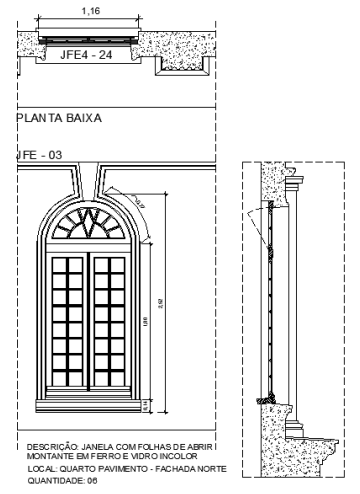 1,16
JFE4 - 24
PLANTA BAIXA
JFE - 03
DESCRIÇÃO: JANELA COM FOLHAS DE ABRIR
MONTANTE EM FERRO E VIDRO INCOLOR
LOCAL: QUARTO PAVIMENTO - FACHADA NORTE
QUANTIDADE: 06